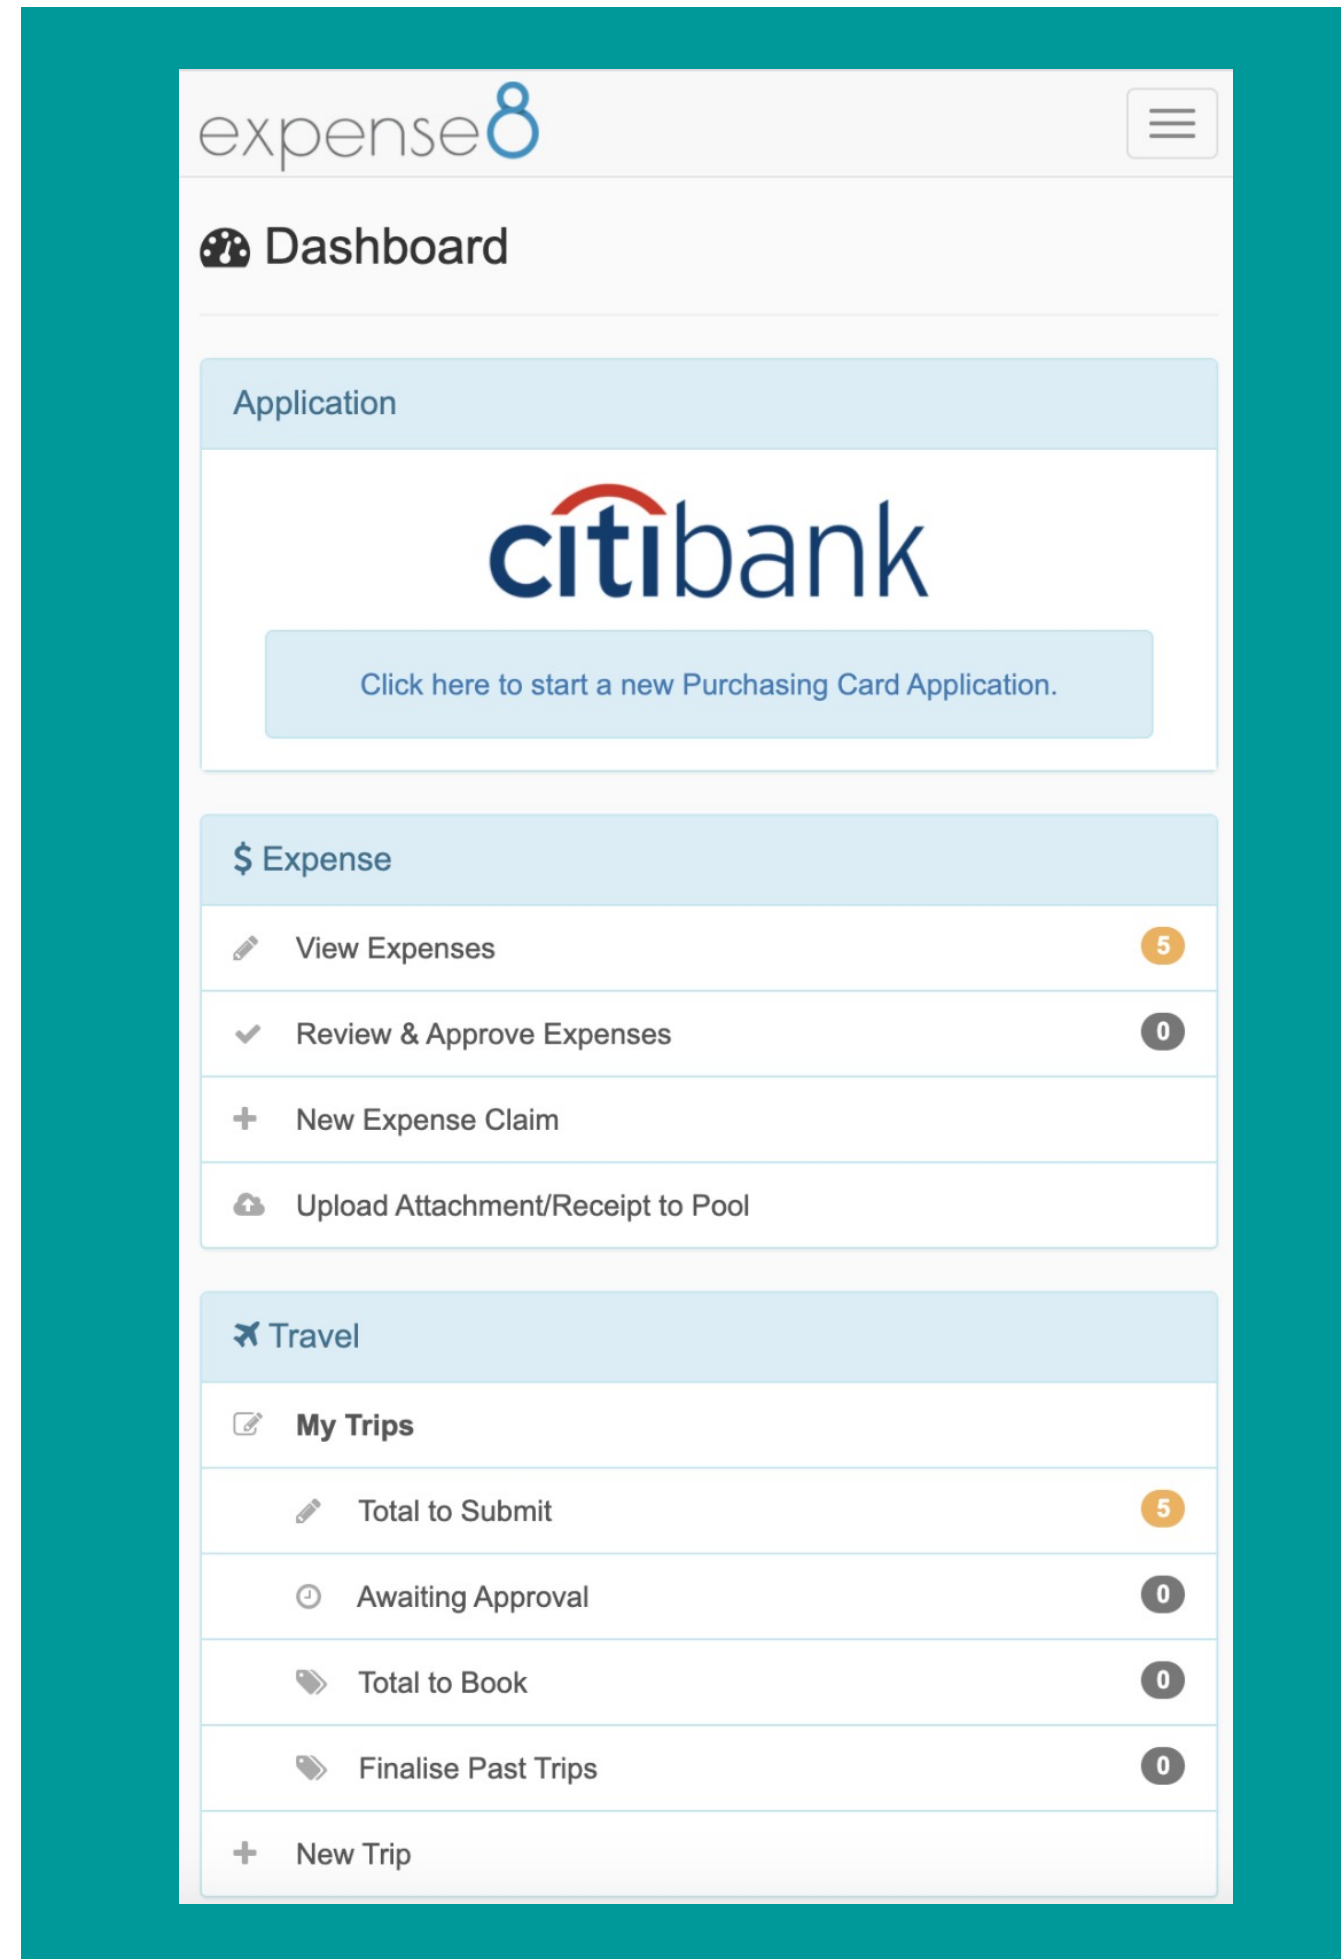 expense8
Dashboard
Application
citibank
Click here to start a new Purchasing Card Application.
$ Expense
View Expenses 5
Review & Approve Expenses 0
New Expense Claim
Upload Attachment/Receipt to Pool
Travel
My Trips
Total to Submit 5
Awaiting Approval 0
Total to Book 0
Finalise Past Trips 0
New Trip